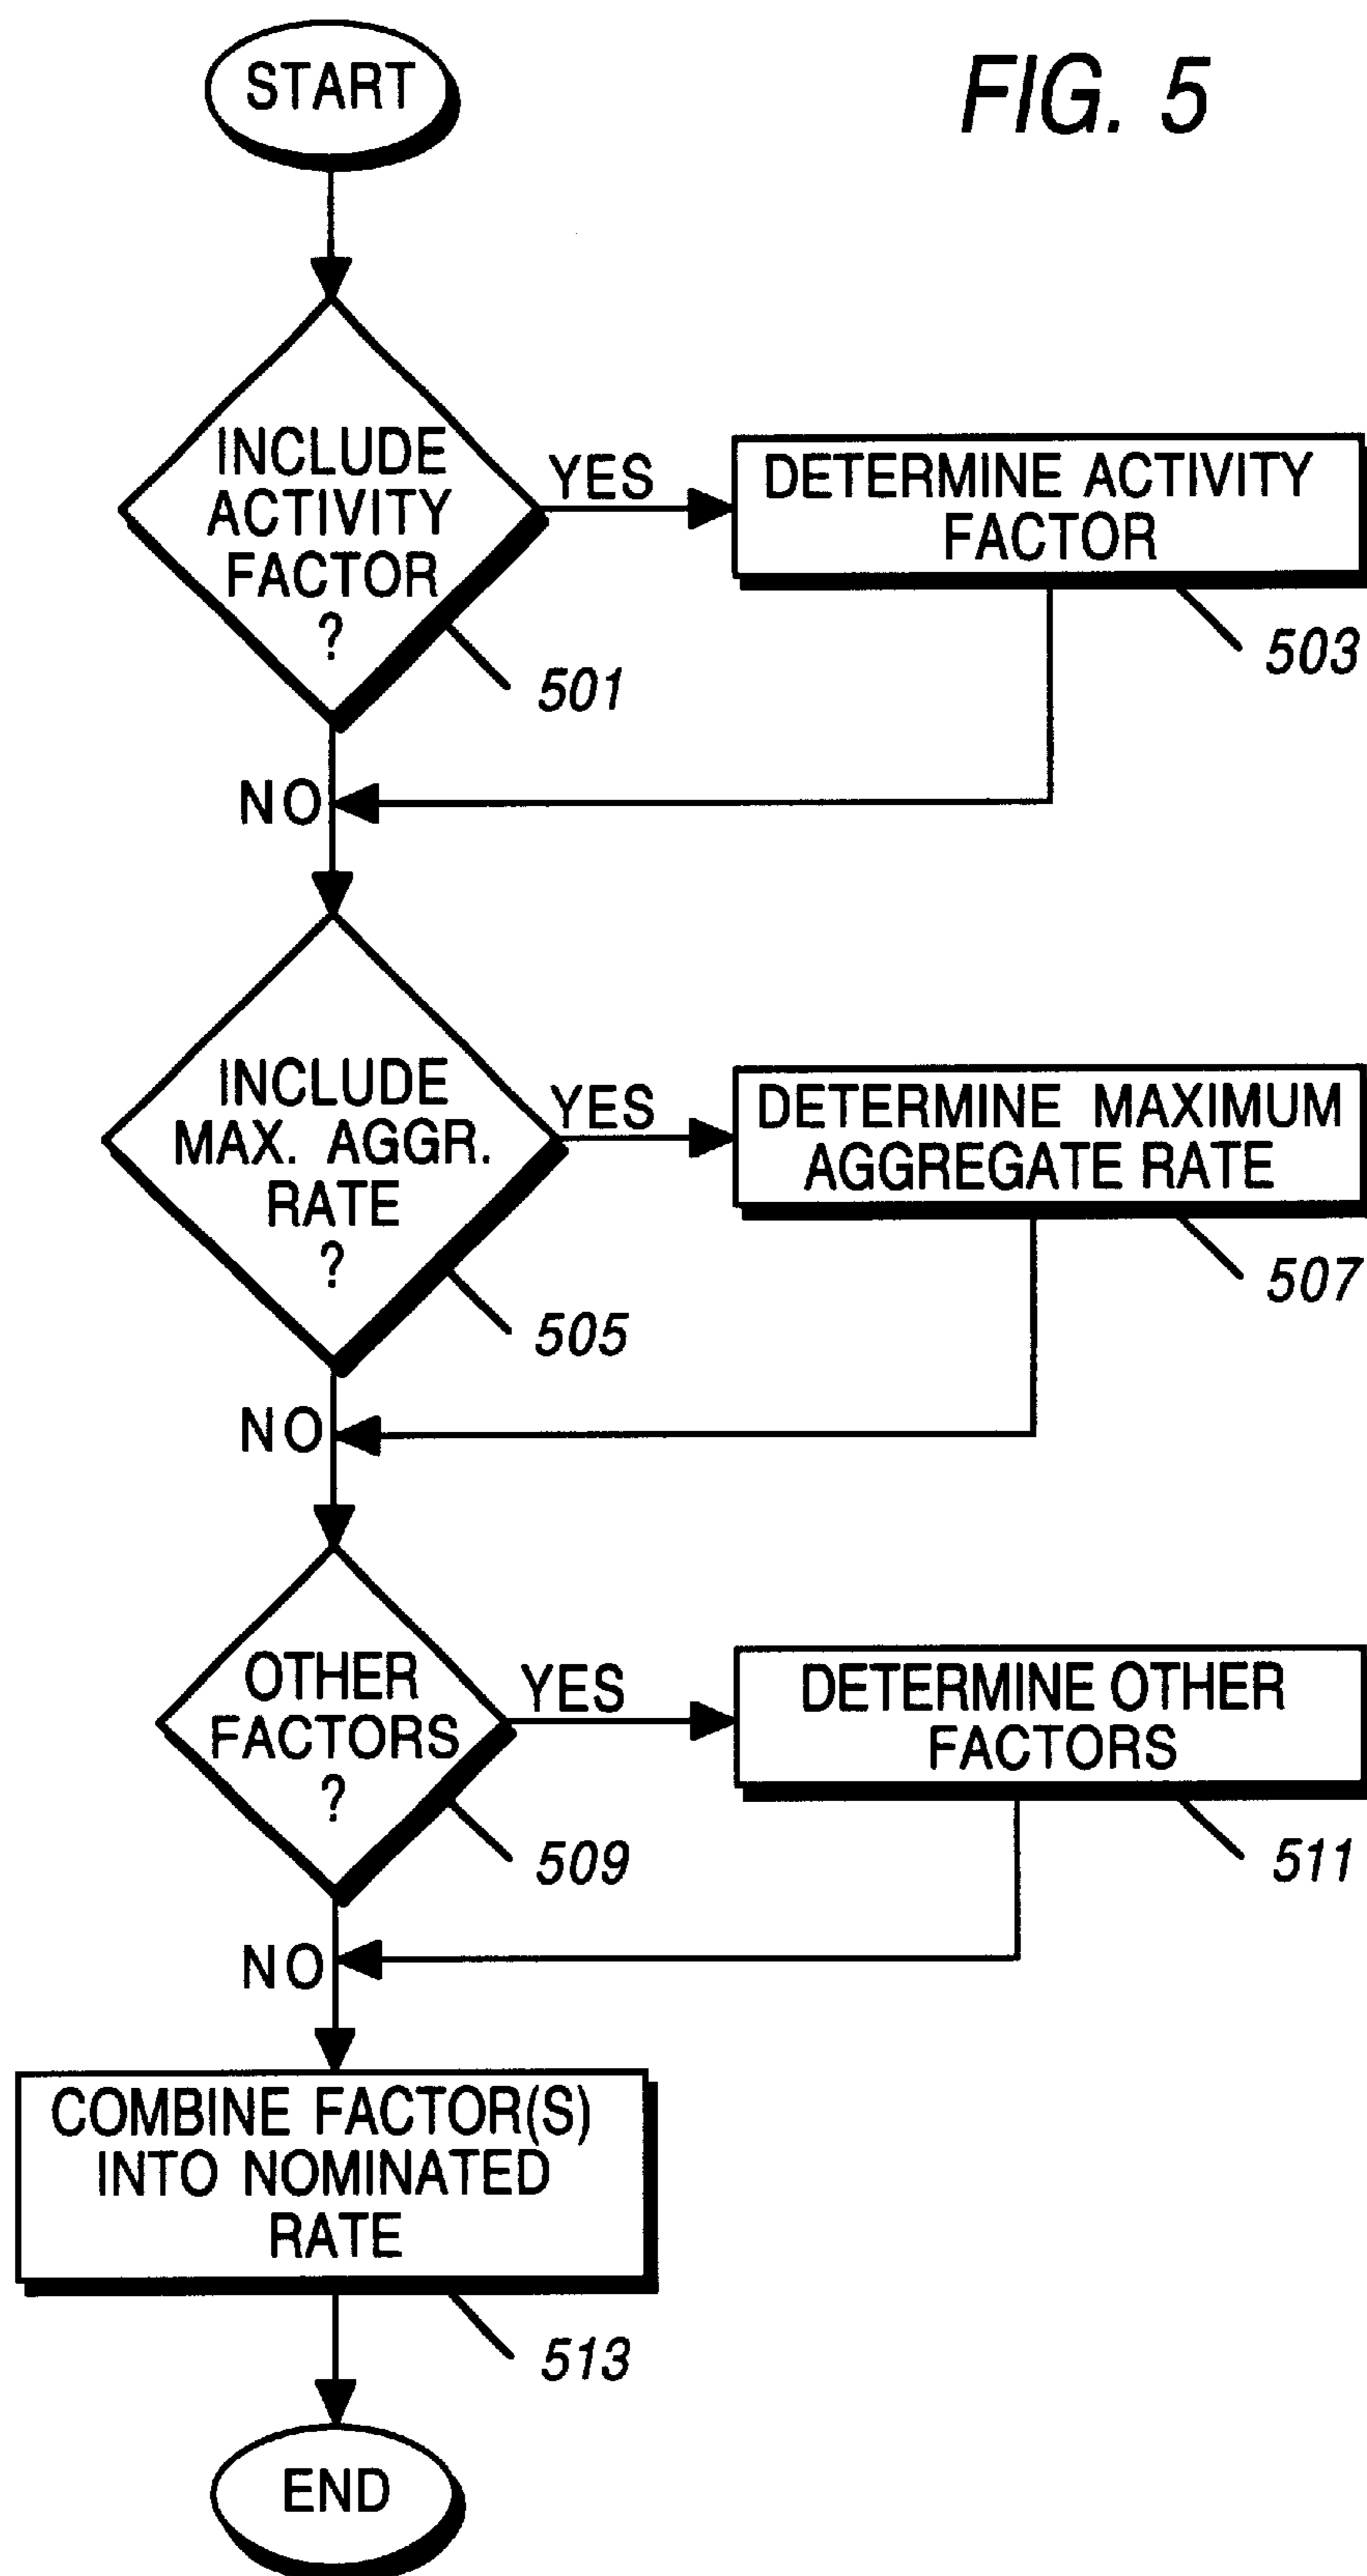 START
FIG. 5
INCLUDE
ACTIVITY
FACTOR
?
YES
DETERMINE ACTIVITY
FACTOR
501
503
NO
INCLUDE
MAX. AGGR.
RATE
?
YES
DETERMINE MAXIMUM
AGGREGATE RATE
505
507
NO
OTHER
FACTORS
?
YES
DETERMINE OTHER
FACTORS
509
511
NO
COMBINE FACTOR(S)
INTO NOMINATED
RATE
513
END